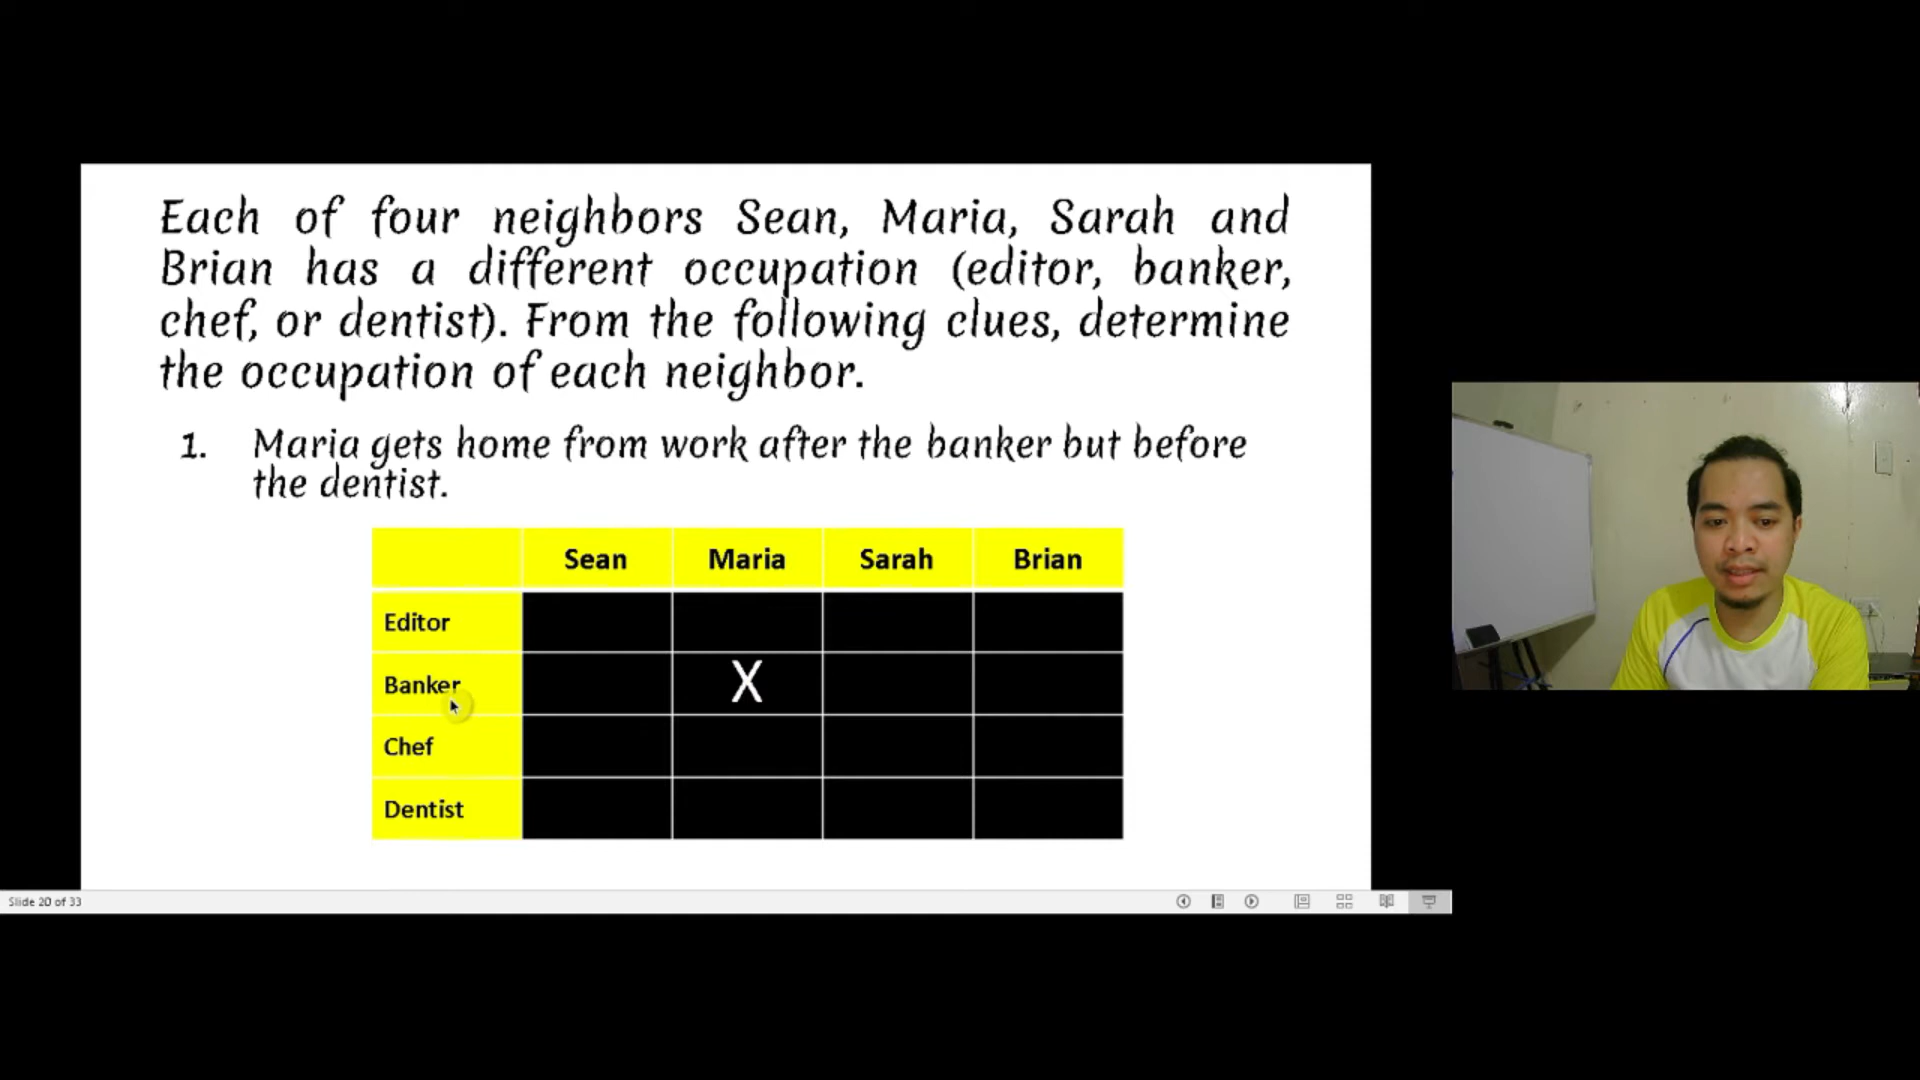 Each of four neighbors Sean, Maria, Sarah and
Brian has a different occupation (editor, banker,
chef, or dentist). From the following clues, determine
the occupation of each neighbor.
1. Maria gets home from work after the banker but before
the dentist.
Sean Maria Sarah Brian
Editor
Banker X
Chef
Dentist
Slide 20 of 33